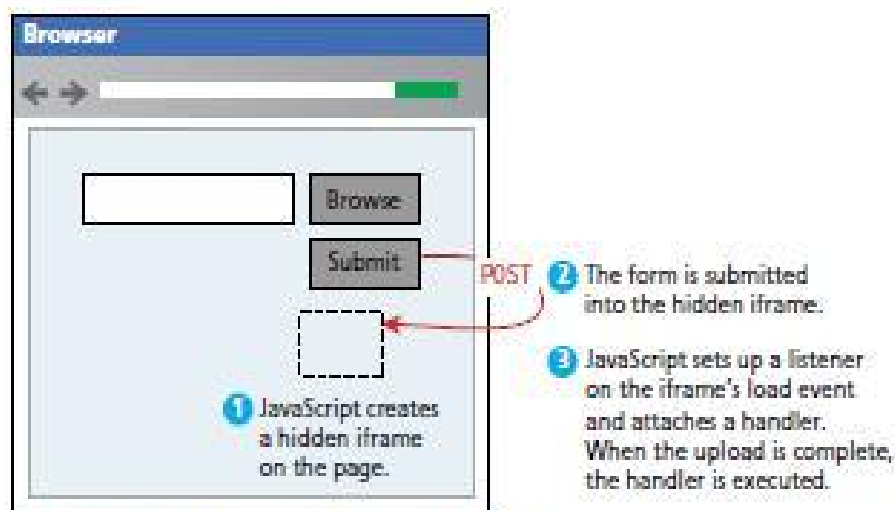 Browser
Browse
Submit
POST
1 JavaScript creates
a hidden iframe
on the page.
2 The form is submitted
into the hidden iframe.
3 JavaScript sets up a listener
on the iframe's load event
and attaches a handler.
When the upload is complete,
the handler is executed.